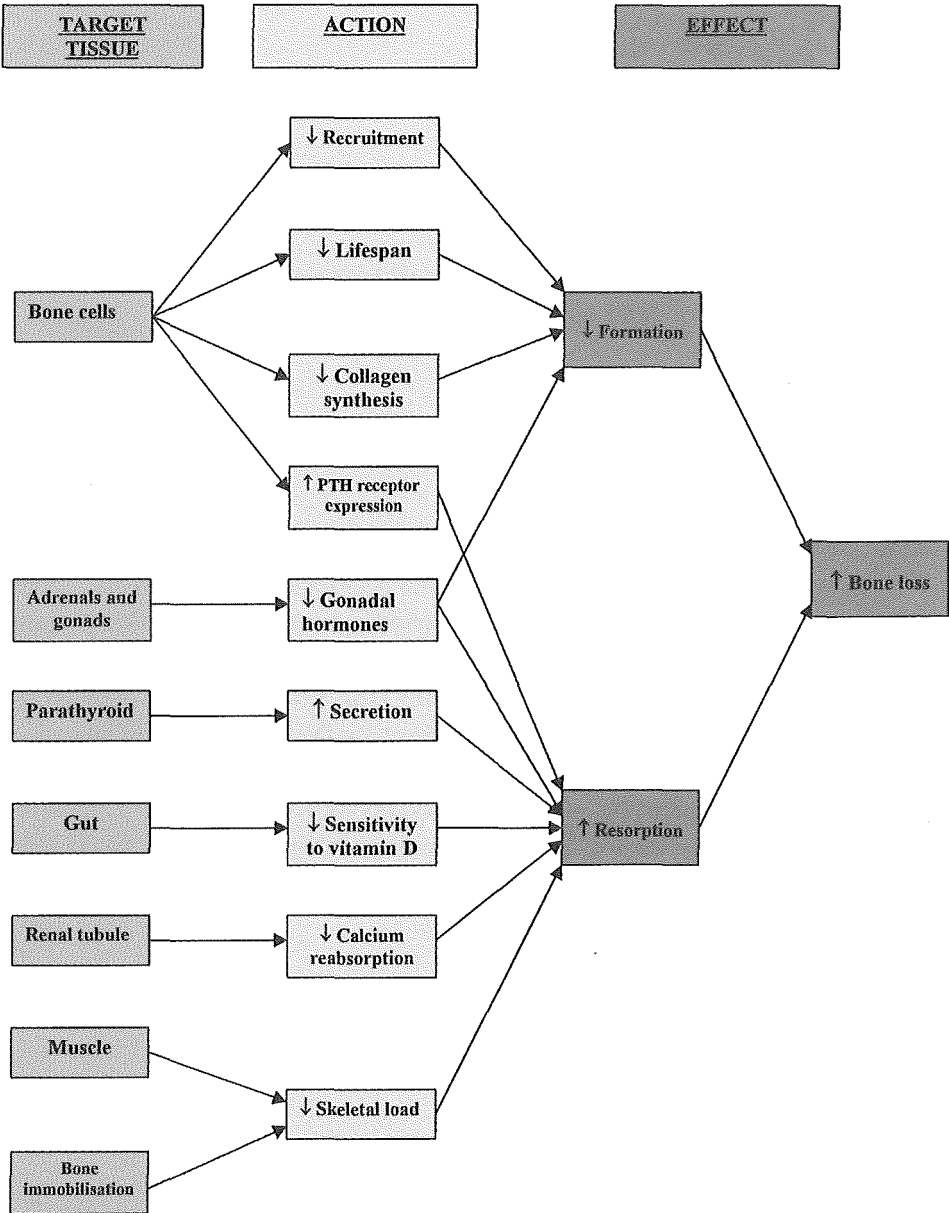 TARGET
TISSUE
ACTION
EFFECT
↓ Recruitment
↓ Lifespan
Bone cells
↓ Formation
↓ Collagen
synthesis
↑ PTH receptor
expression
↑ Bone loss
Adrenals and
gonads
↓ Gonadal
hormones
Parathyroid
↑ Secretion
Gut
↓ Sensitivity
to vitamin D
↑ Resorption
Renal tubule
↓ Calcium
reabsorption
Muscle
↓ Skeletal load
Bone
immobilisation